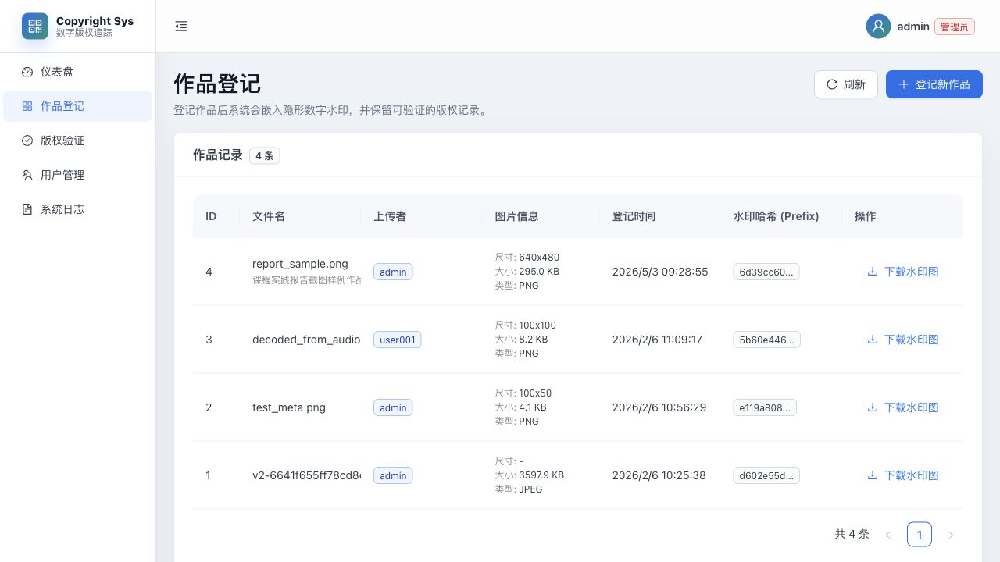 Copyright Sys
数字版权追踪
admin 管理员
仪表盘
作品登记
版权验证
用户管理
系统日志
作品登记
刷新
登记新作品
登记作品后系统会嵌入隐形数字水印，并保留可验证的版权记录。
作品记录 4 条
ID 文件名 上传者 图片信息 登记时间 水印哈希 (Prefix) 操作
4 report_sample.png
课程实践报告截图样例作品
admin
尺寸: 640x480
大小: 295.0 KB
类型: PNG
2026/5/3 09:28:55 6d39cc60... 下载水印图
3 decoded_from_audio user001
尺寸: 100x100
大小: 8.2 KB
类型: PNG
2026/2/6 11:09:17 5b60e446... 下载水印图
2 test_meta.png admin
尺寸: 100x50
大小: 4.1 KB
类型: PNG
2026/2/6 10:56:29 e119a808... 下载水印图
1 v2-6641f655ff78cd8 admin
尺寸: -
大小: 3597.9 KB
类型: JPEG
2026/2/6 10:25:38 d602e55d... 下载水印图
共 4 条
1